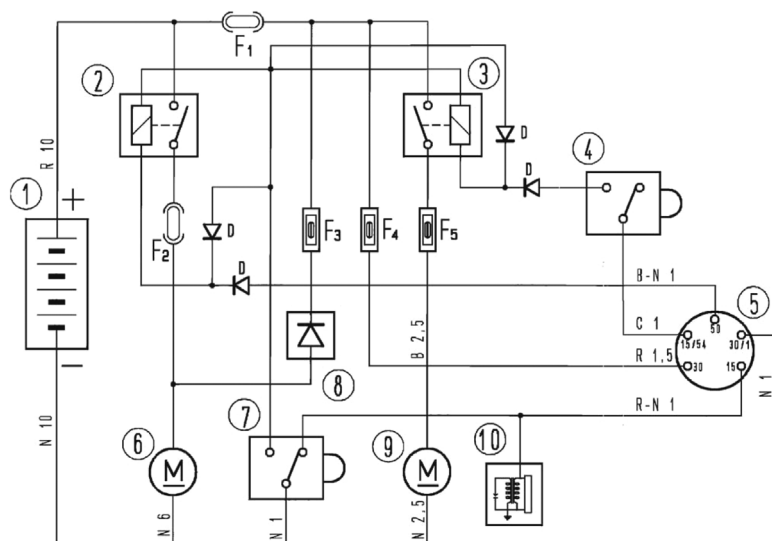 F1
2
3
D
4
R 10
1
+
F2
D
F3
F4
F5
D
D
B-N 1
5
50
C 1
15/54
30/1
B 2,5
R 1,5
30
15
N 1
−
8
R-N 1
7
6
9
10
M
M
N 10
N 6
N 1
N 2,5